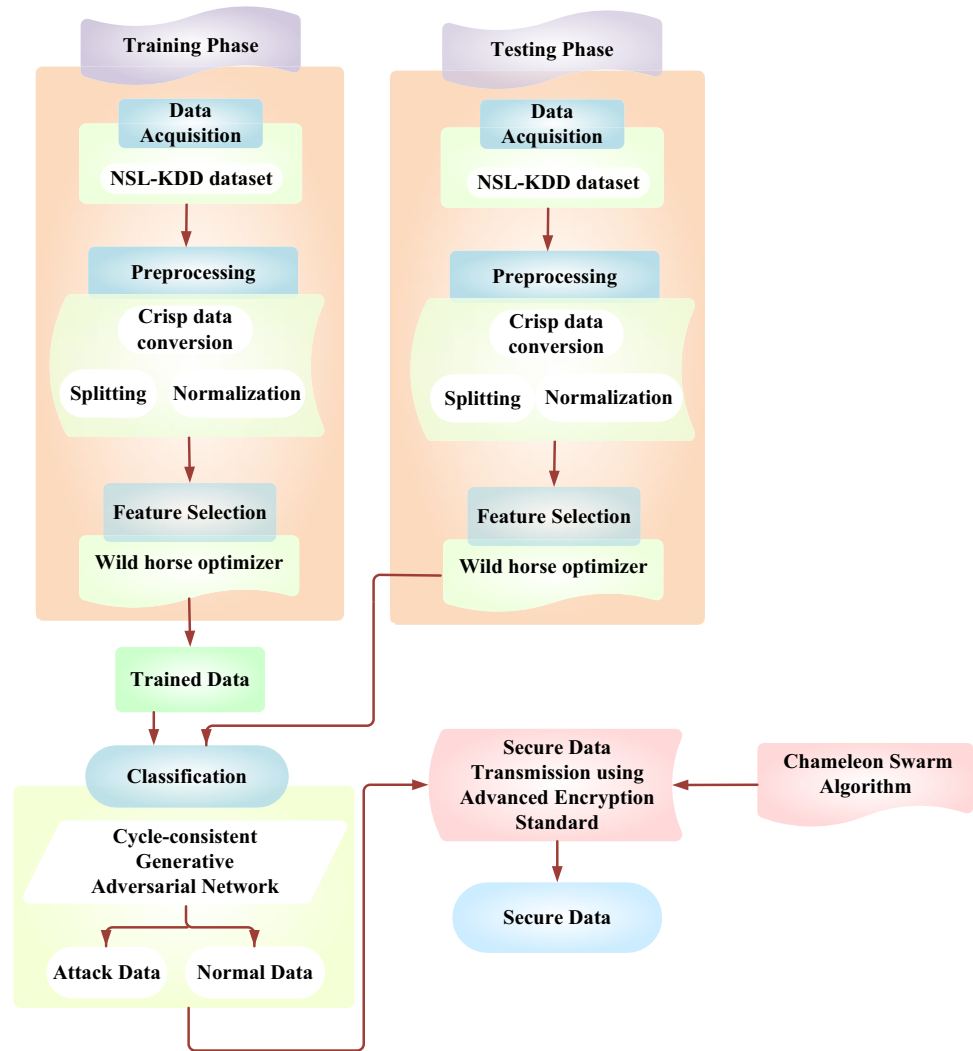 Training Phase
Data
Acquisition
NSL-KDD dataset
Preprocessing
Crisp data
conversion
Splitting
Normalization
Feature Selection
Wild horse optimizer
Trained Data
Testing Phase
Data
Acquisition
NSL-KDD dataset
Preprocessing
Crisp data
conversion
Splitting
Normalization
Feature Selection
Wild horse optimizer
Classification
Cycle-consistent
Generative
Adversarial Network
Attack Data
Normal Data
Secure Data
Transmission using
Advanced Encryption
Standard
Chameleon Swarm
Algorithm
Secure Data